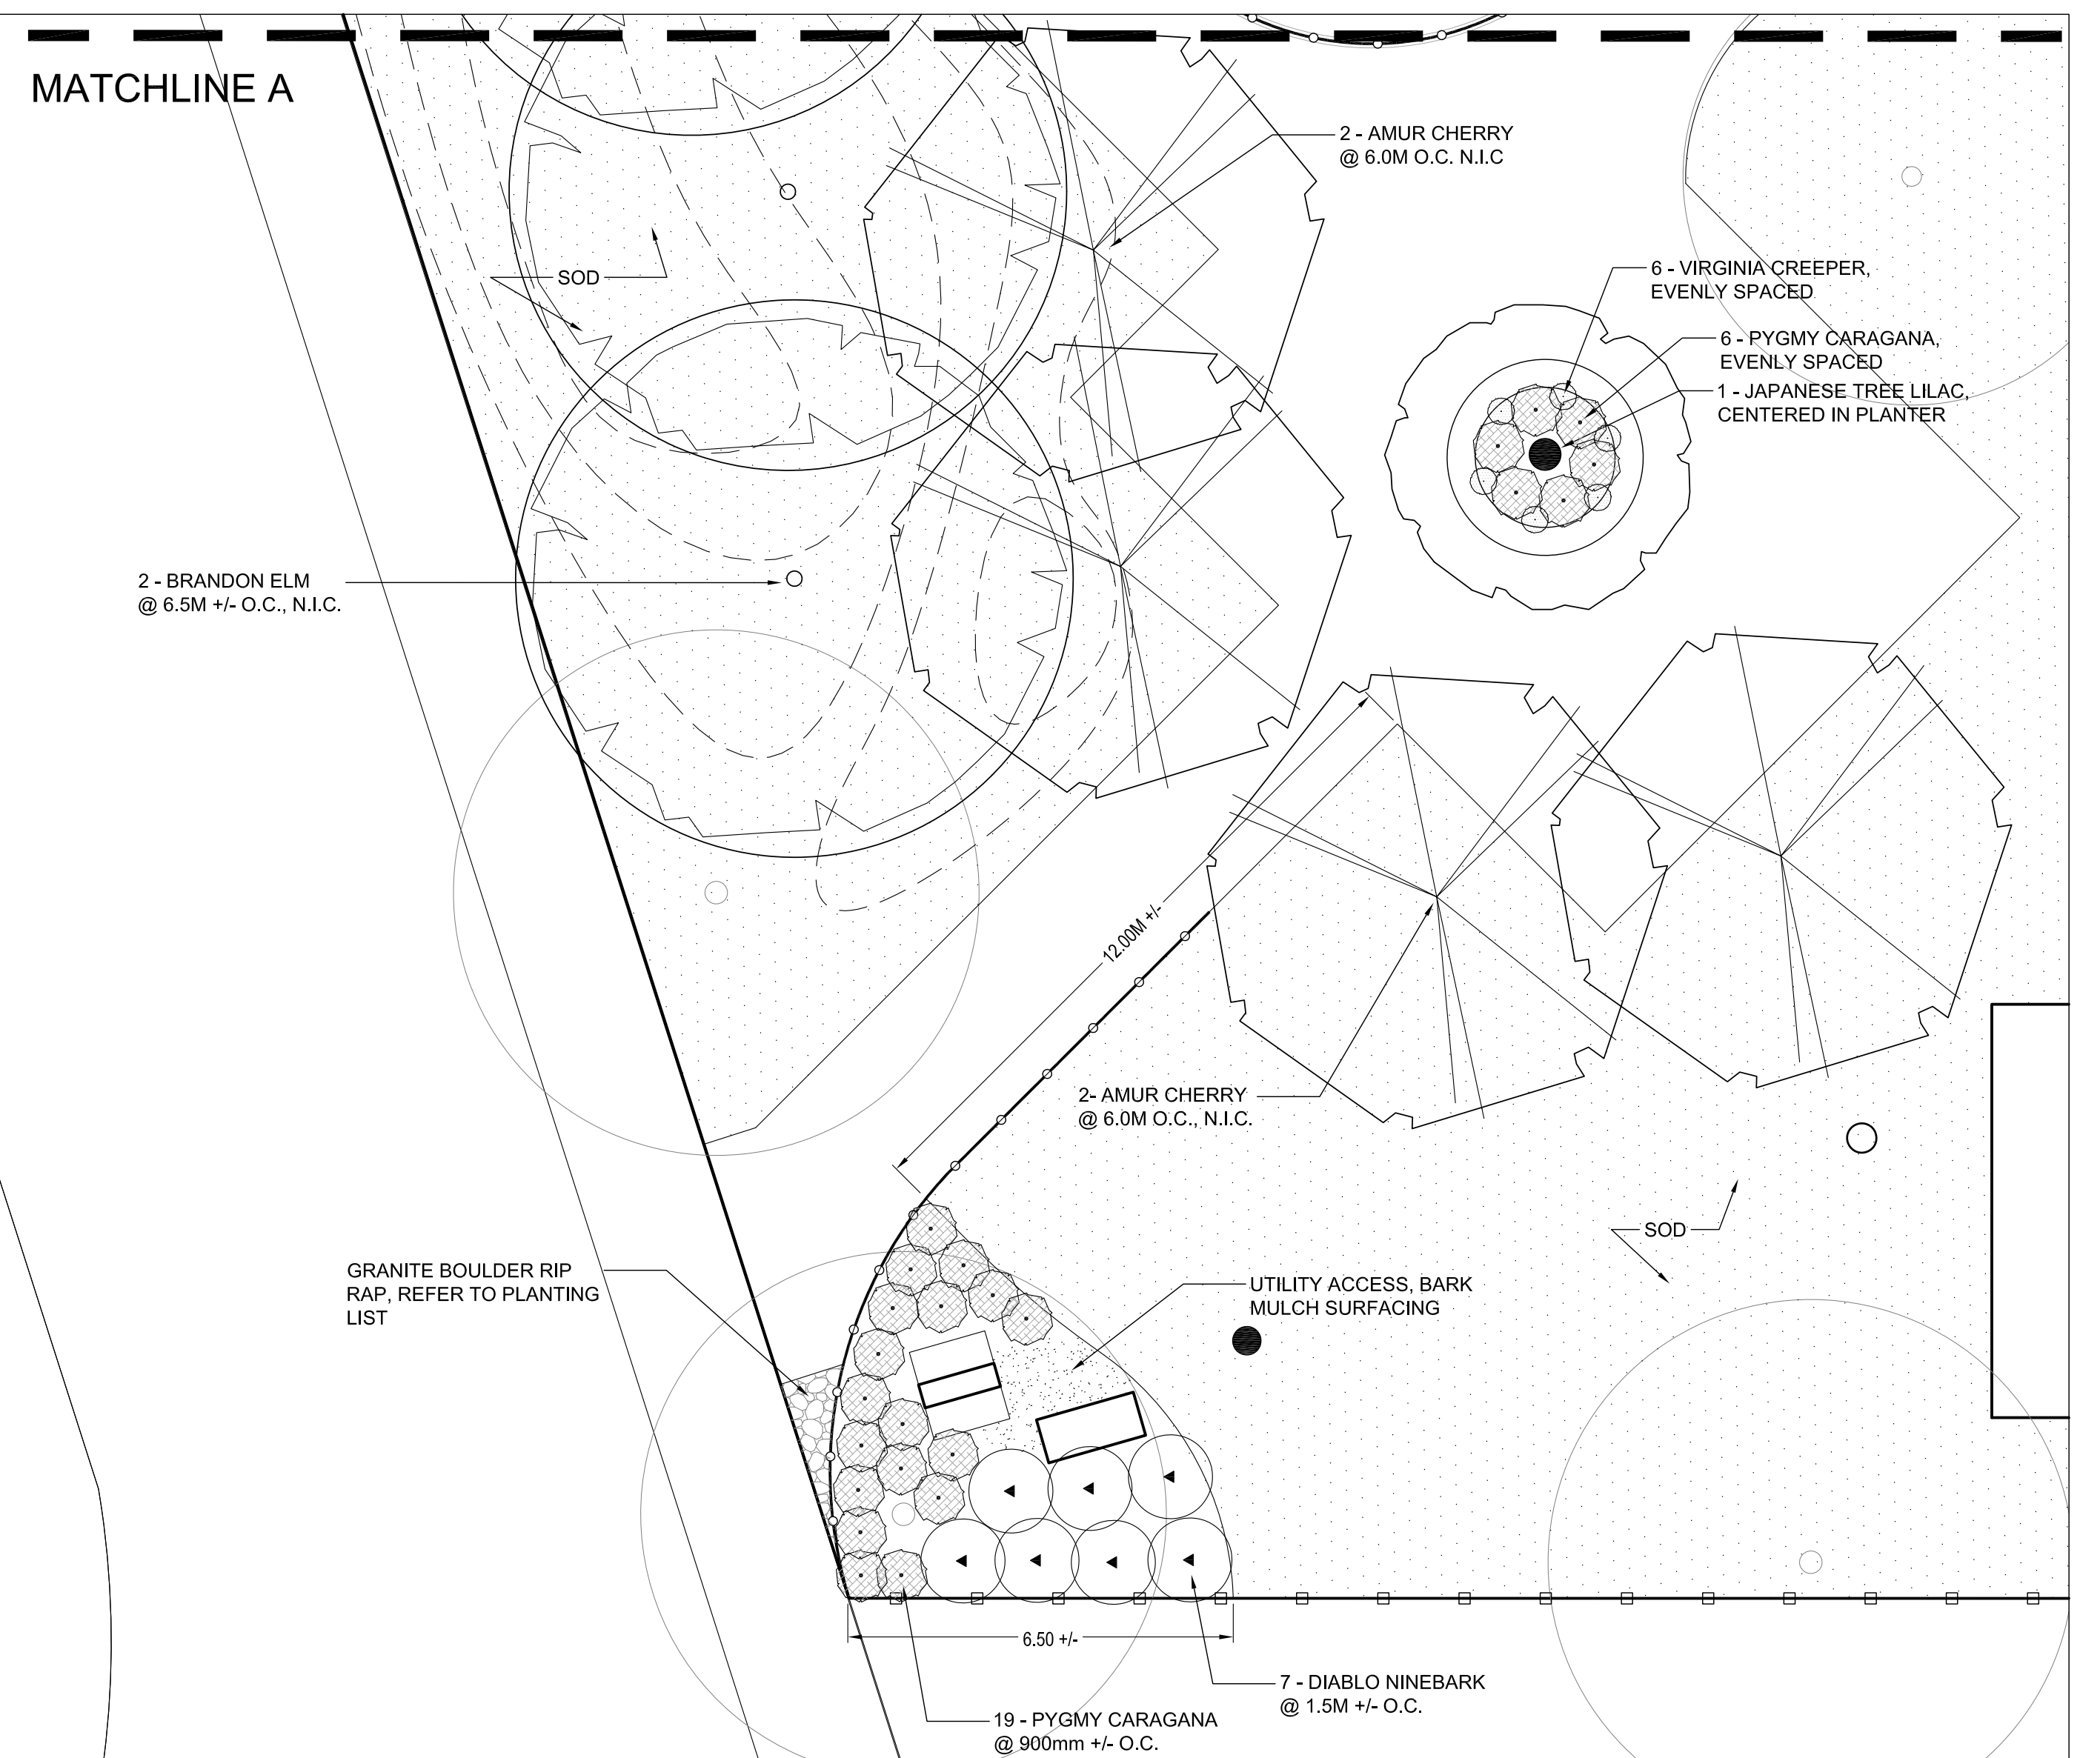 MATCHLINE A
2 - AMUR CHERRY
@ 6.0M O.C. N.I.C
6 - VIRGINIA CREEPER,
EVENLY SPACED
SOD
6 - PYGMY CARAGANA,
EVENLY SPACED
1 - JAPANESE TREE LILAC,
CENTERED IN PLANTER
2 - BRANDON ELM
@ 6.5M +/- O.C., N.I.C.
12.00M +/-
2- AMUR CHERRY
@ 6.0M O.C., N.I.C.
SOD
GRANITE BOULDER RIP
RAP, REFER TO PLANTING
LIST
UTILITY ACCESS, BARK
MULCH SURFACING
6.50 +/-
7 - DIABLO NINEBARK
@ 1.5M +/- O.C.
19 - PYGMY CARAGANA
@ 900mm +/- O.C.